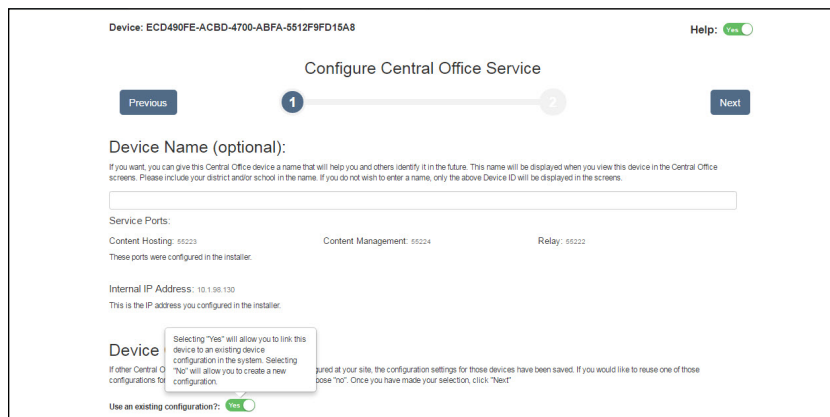 Device: ECD490FE-ACBD-4700-ABFA-5512F9FD15A8
Help: Yes
Configure Central Office Service
Previous
1
2
Next
Device Name (optional):
If you want, you can give this Central Office device a name that will help you and others identify it in the future. This name will be displayed when you view this device in the Central Office
screens. Please include your district and/or school in the name. If you do not wish to enter a name, only the above Device ID will be displayed in the screens.
Service Ports:
Content Hosting: 55223
Content Management: 55224
Relay: 55222
These ports were configured in the installer.
Internal IP Address: 10.1.98.130
This is the IP address you configured in the installer.
Selecting "Yes" will allow you to link this
device to an existing device
configuration in the system. Selecting
"No" will allow you to create a new
configuration.
Device
If other Central O gured at your site, the configuration settings for those devices have been saved. If you would like to reuse one of those
configurations for oose "no". Once you have made your selection, click "Next"
Use an existing configuration?: Yes